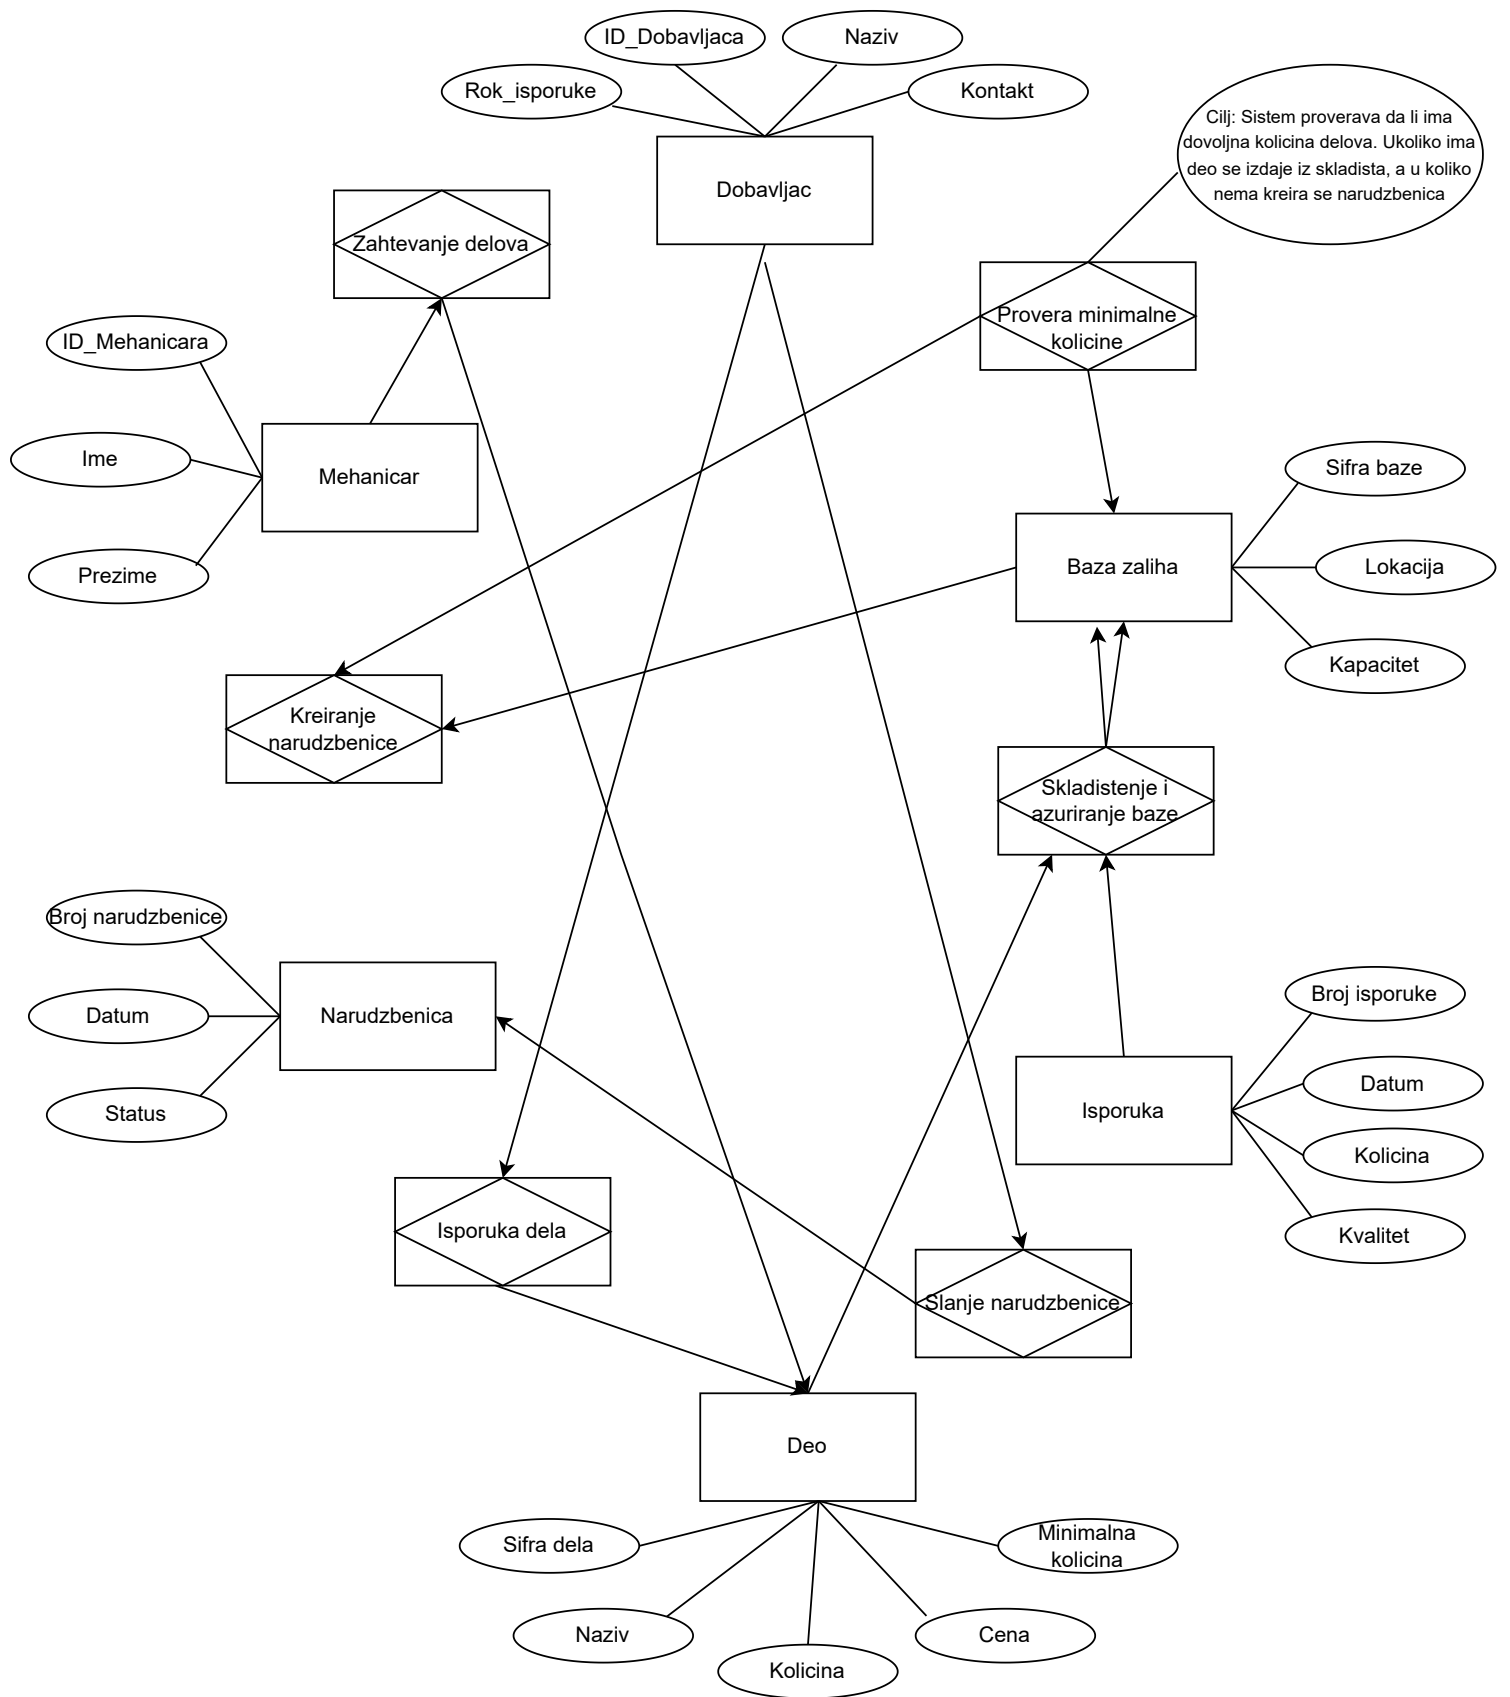 ID_Dobavljaca
Naziv
Rok_isporuke
Kontakt
Cilj: Sistem proverava da li ima
dovoljna kolicina delova. Ukoliko ima
deo se izdaje iz skladista, a u koliko
nema kreira se narudzbenica
Dobavljac
Zahtevanje delova
Provera minimalne
kolicine
ID_Mehanicara
Ime
Mehanicar
Prezime
Sifra baze
Baza zaliha
Lokacija
Kapacitet
Kreiranje
narudzbenice
Skladistenje i
azuriranje baze
Broj narudzbenice
Datum
Narudzbenica
Status
Broj isporuke
Datum
Isporuka
Kolicina
Kvalitet
Isporuka dela
Slanje narudzbenice
Deo
Sifra dela
Minimalna
kolicina
Naziv
Cena
Kolicina